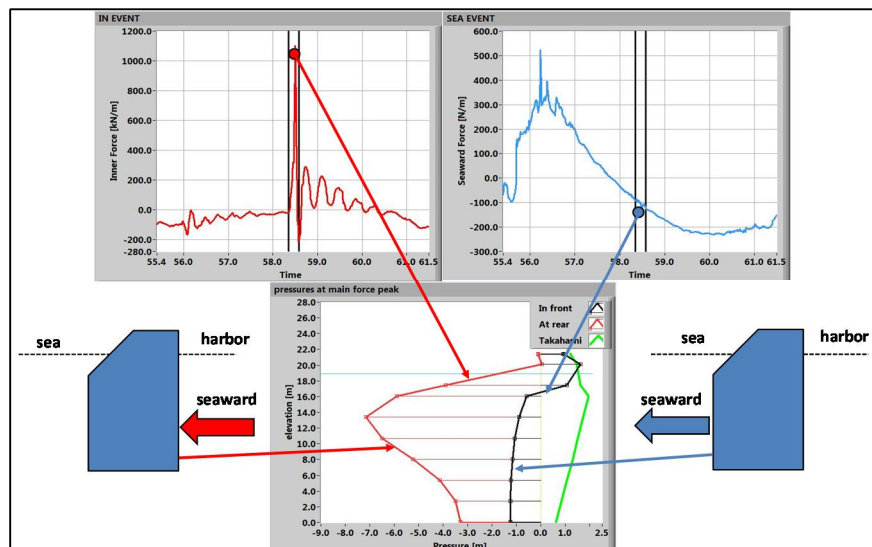 IN EVENT
1200.0
1000.0
800.0
600.0
400.0
200.0
0.0
-200.0
-280.0
Inner Force [kN/m]
55.4 56.0 57.0 58.0 59.0 60.0 61.0 61.5
Time
SEA EVENT
600.0
500.0
400.0
300.0
200.0
100.0
0.0
-100.0
-200.0
-300.0
Seaward Force [N/m]
55.4 56.0 57.0 58.0 59.0 60.0 61.5
Time
pressures at main force peak
In front
At rear
Takahashi
28.0
26.0
24.0
22.0
20.0
18.0
16.0
14.0
12.0
10.0
8.0
6.0
4.0
2.0
0.0
elevation [m]
-9.0 -8.0 -7.0 -6.0 -5.0 -4.0 -3.0 -2.0 -1.0 0.0 1.0 2.5
Pressure [m]
sea harbor
seaward
sea harbor
seaward